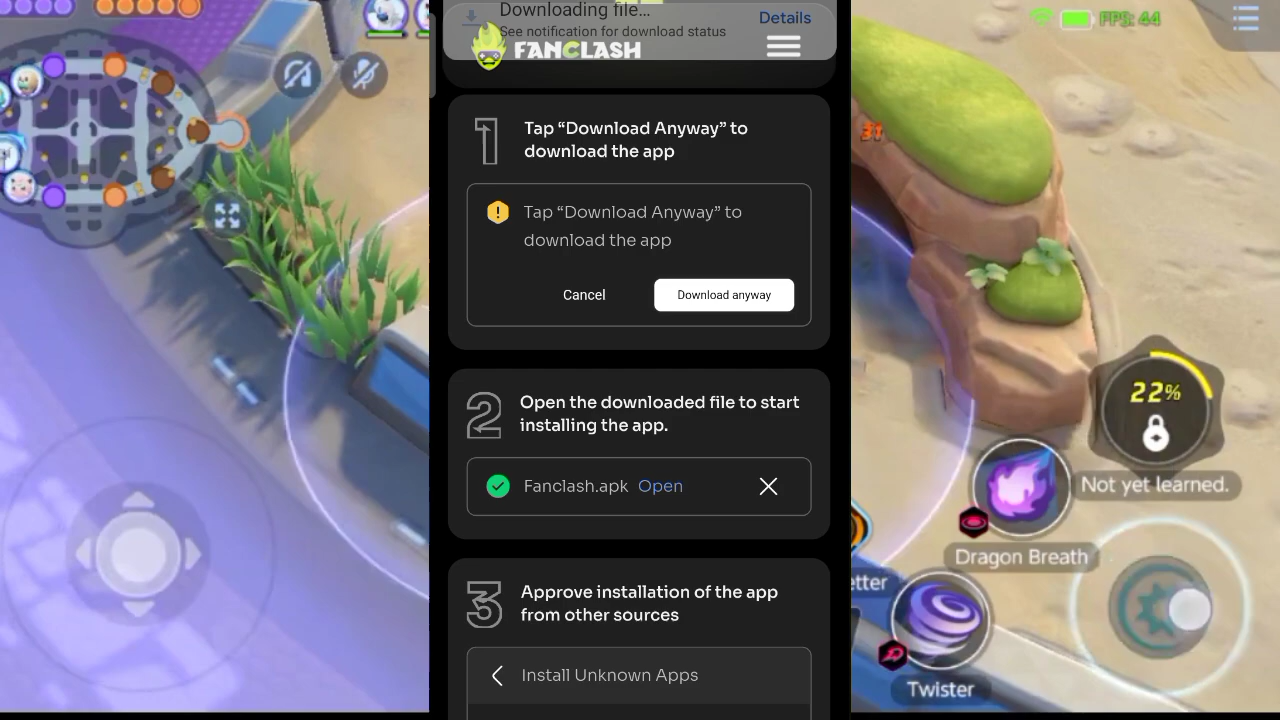 Downloading file...
Details
See notification for download status
FANCLASH
1
Tap “Download Anyway” to
download the app
Tap “Download Anyway” to
download the app
Cancel
Download anyway
2
Open the downloaded file to start
installing the app.
Fanclash.apk Open
3
Approve installation of the app
from other sources
Install Unknown Apps
FPS: 44
31
22%
Not yet learned.
Dragon Breath
etter
Twister